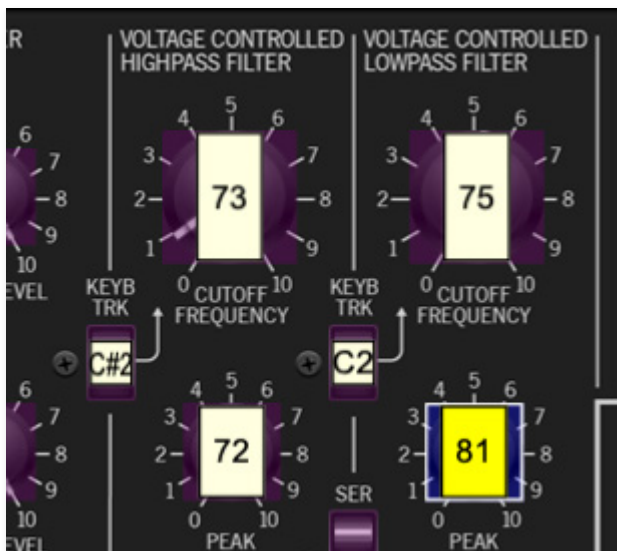 R
VOLTAGE CONTROLLED
HIGHPASS FILTER
VOLTAGE CONTROLLED
LOWPASS FILTER
6
7
8
9
10
EVEL
0
1
2
3
4
5
7
8
9
10
73
CUTOFF
FREQUENCY
0
1
2
3
4
5
6
7
8
9
10
75
CUTOFF
FREQUENCY
KEYB
TRK
C#2
KEYB
TRK
C2
6
7
8
9
10
EVEL
0
1
2
3
4
5
6
7
8
9
10
72
PEAK
SER
0
1
2
3
4
5
6
7
8
9
10
81
PEAK